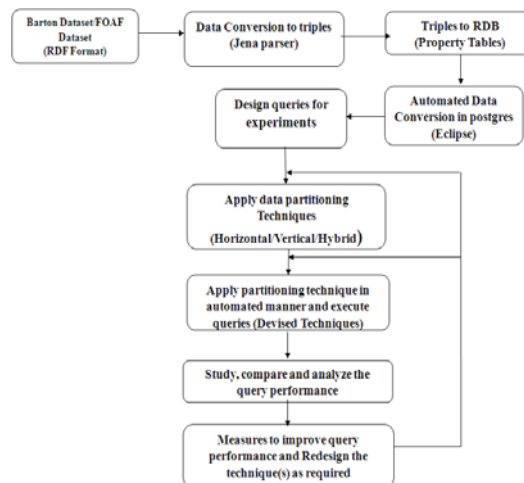 Barton Dataset/FOAF
Dataset
(RDF Format)
Data Conversion to triples
(Jena parser)
Triples to RDB
(Property Tables)
Automated Data
Conversion in postgres
(Eclipse)
Design queries for
experiments
Apply data partitioning
Techniques
(Horizontal/Vertical/Hybrid)
Apply partitioning technique in
automated manner and execute
queries (Devised Techniques)
Study, compare and analyze the
query performance
Measures to improve query
performance and Redesign the
technique(s) as required